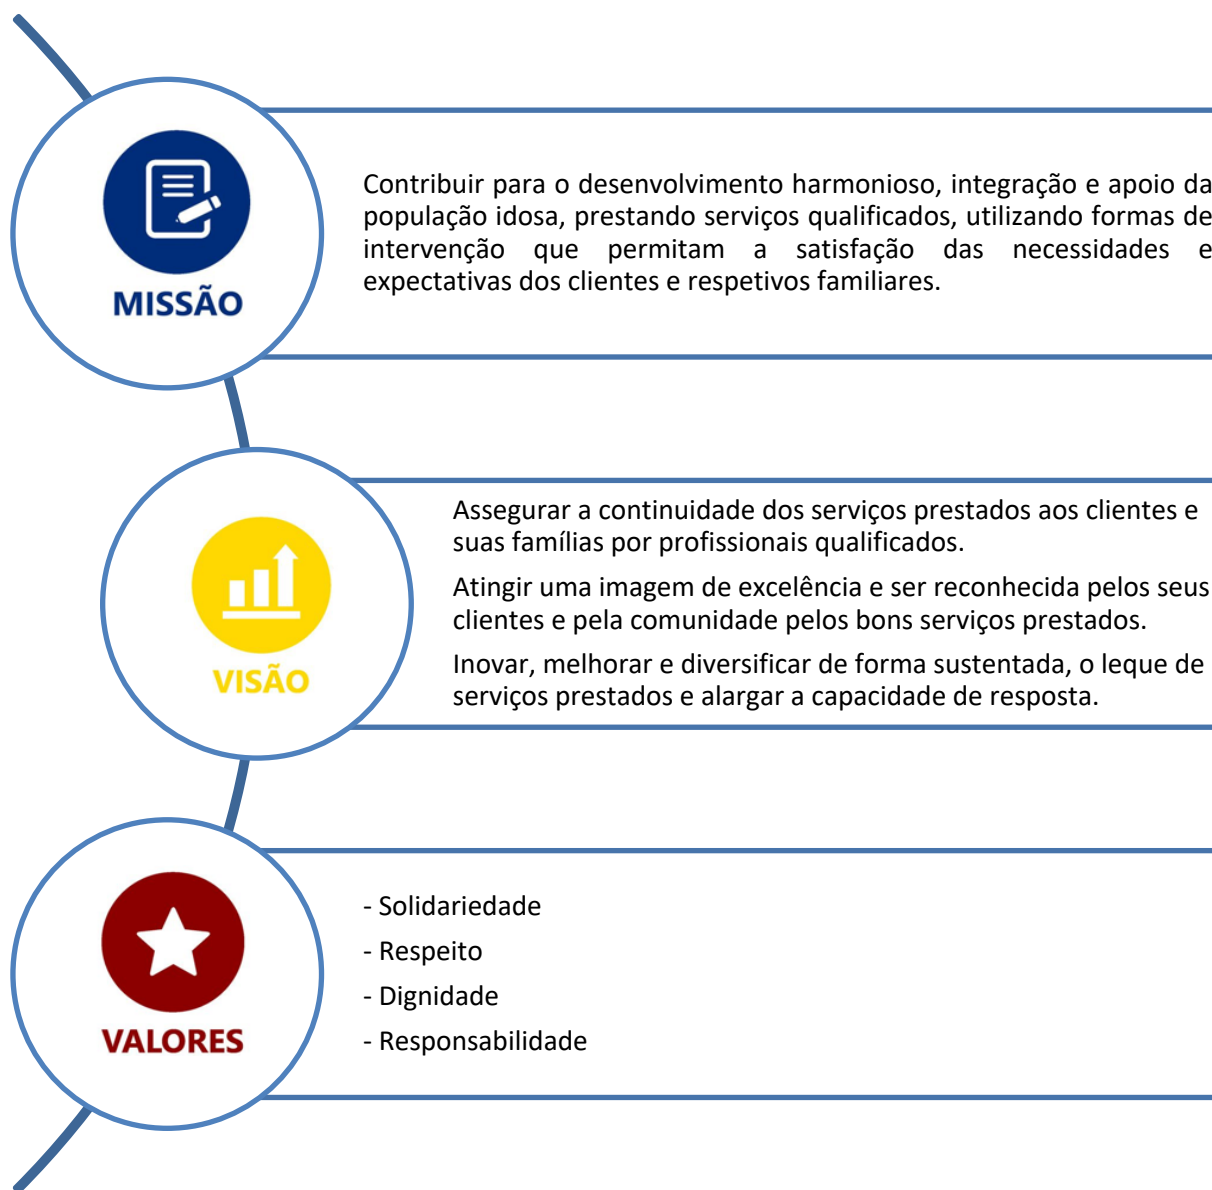 MISSÃO
Contribuir para o desenvolvimento harmonioso, integração e apoio da
população idosa, prestando serviços qualificados, utilizando formas de
intervenção que permitam a satisfação das necessidades e
expectativas dos clientes e respetivos familiares.
VISÃO
Assegurar a continuidade dos serviços prestados aos clientes e
suas famílias por profissionais qualificados.
Atingir uma imagem de excelência e ser reconhecida pelos seus
clientes e pela comunidade pelos bons serviços prestados.
Inovar, melhorar e diversificar de forma sustentada, o leque de
serviços prestados e alargar a capacidade de resposta.
VALORES
- Solidariedade
- Respeito
- Dignidade
- Responsabilidade